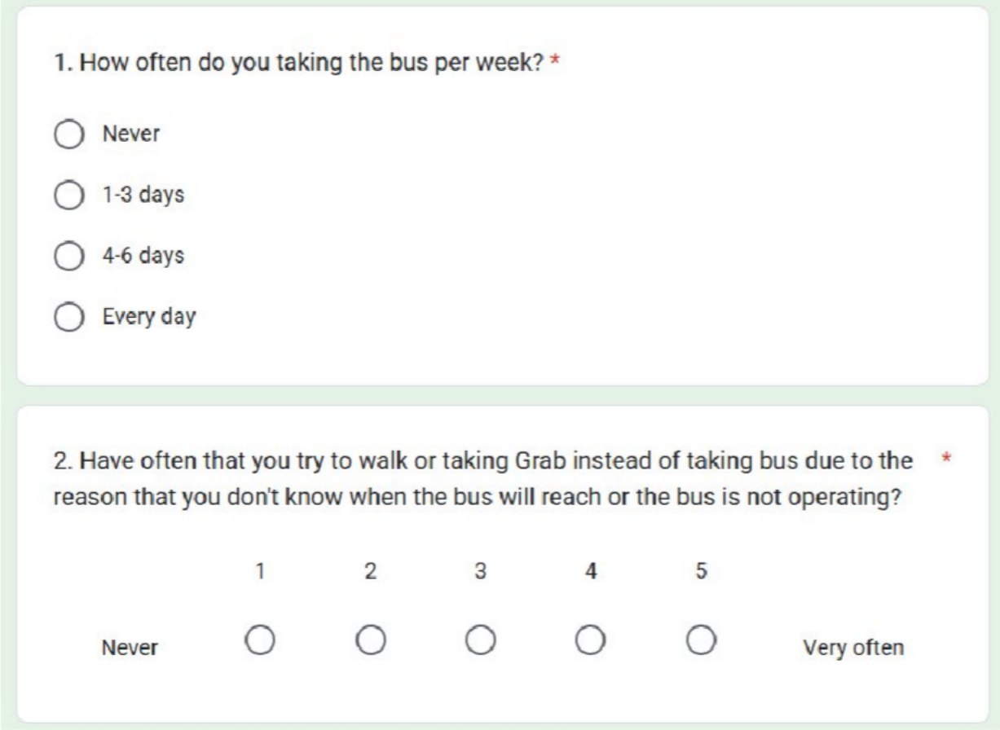 1. How often do you taking the bus per week? *
Never
1-3 days
4-6 days
Every day
2. Have often that you try to walk or taking Grab instead of taking bus due to the *
reason that you don't know when the bus will reach or the bus is not operating?
1 2 3 4 5
Never Very often